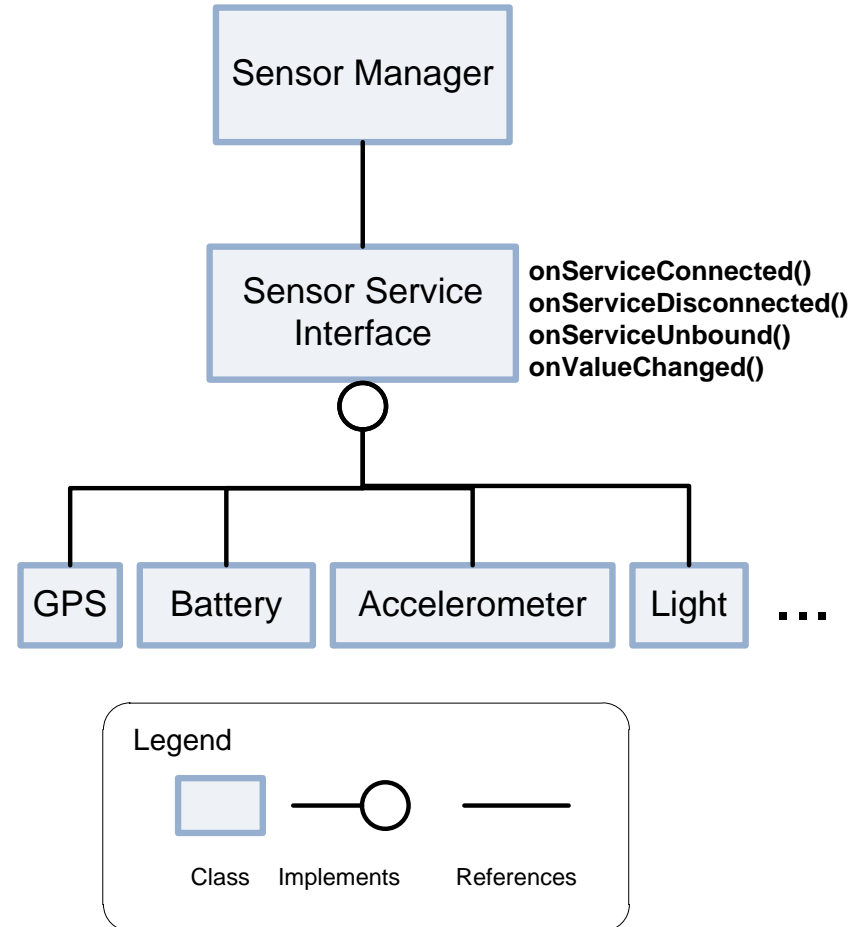 Sensor Manager
Sensor Service
Interface
onServiceConnected()
onServiceDisconnected()
onServiceUnbound()
onValueChanged()
GPS
Battery
Accelerometer
Light
...
Legend
Class
Implements
References